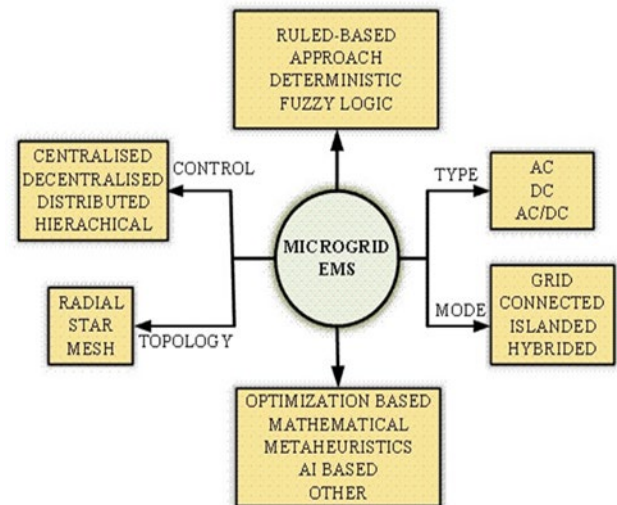 RULED-BASED
APPROACH
DETERMINISTIC
FUZZY LOGIC
CENTRALISED
DECENTRALISED
DISTRIBUTED
HIERACHICAL
CONTROL
TYPE
AC
DC
AC/DC
MICROGRID
EMS
RADIAL
STAR
MESH
TOPOLOGY
MODE
GRID
CONNECTED
ISLANDED
HYBRIDED
OPTIMIZATION BASED
MATHEMATICAL
METAHEURISTICS
AI BASED
OTHER